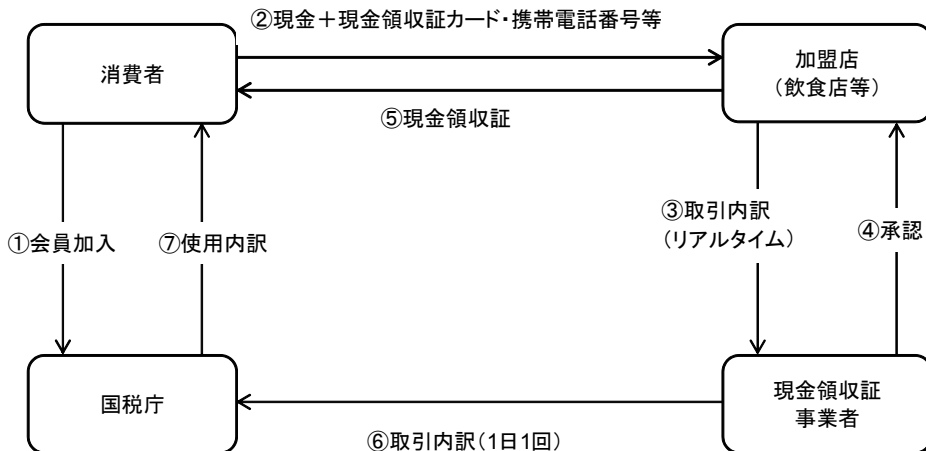 ②現金＋現金領収証カード・携帯電話番号等
消費者
加盟店
（飲食店等）
⑤現金領収証
①会員加入
⑦使用内訳
③取引内訳
（リアルタイム）
④承認
国税庁
現金領収証
事業者
⑥取引内訳（1日1回）